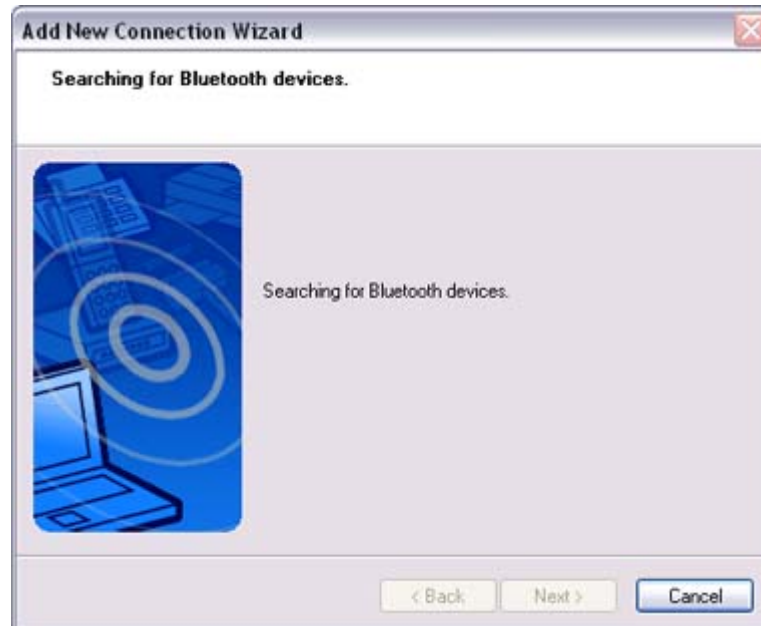 Add New Connection Wizard
Searching for Bluetooth devices.
Searching for Bluetooth devices.
< Back
Next >
Cancel